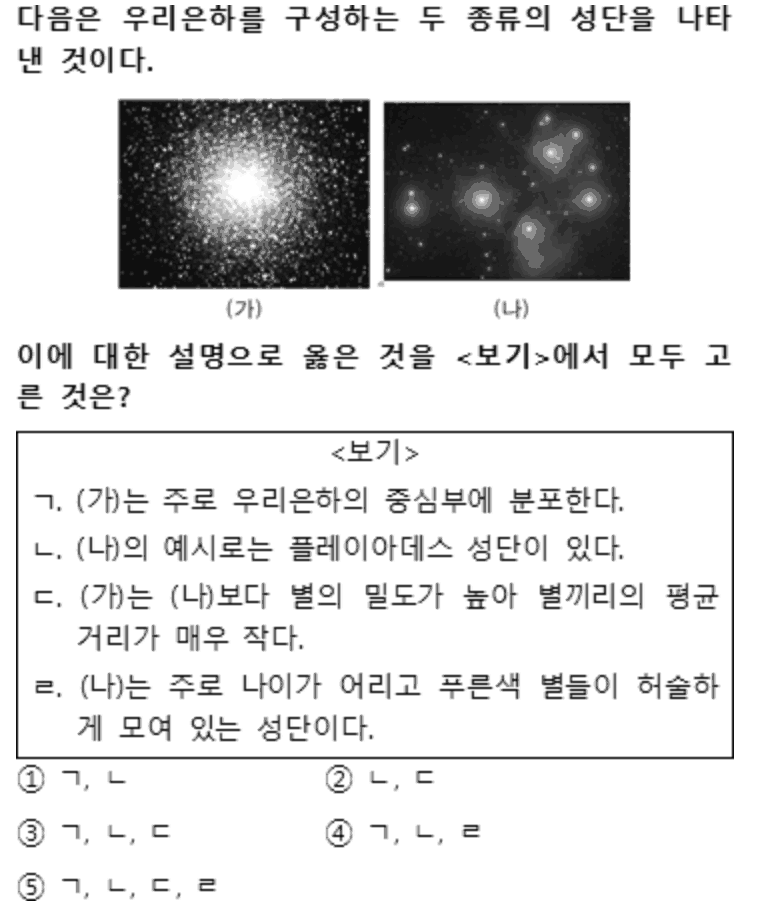 다음은 우리은하를 구성하는 두 종류의 성단을 나타
낸 것이다.
(가) (나)
이에 대한 설명으로 옳은 것을 <보기>에서 모두 고
른 것은?
<보기>
ㄱ. (가)는 주로 우리은하의 중심부에 분포한다.
ㄴ. (나)의 예시로는 플레이아데스 성단이 있다.
ㄷ. (가)는 (나)보다 별의 밀도가 높아 별끼리의 평균
거리가 매우 작다.
ㄹ. (나)는 주로 나이가 어리고 푸른색 별들이 허술하
게 모여 있는 성단이다.
① ㄱ, ㄴ ② ㄴ, ㄷ
③ ㄱ, ㄴ, ㄷ ④ ㄱ, ㄴ, ㄹ
⑤ ㄱ, ㄴ, ㄷ, ㄹ